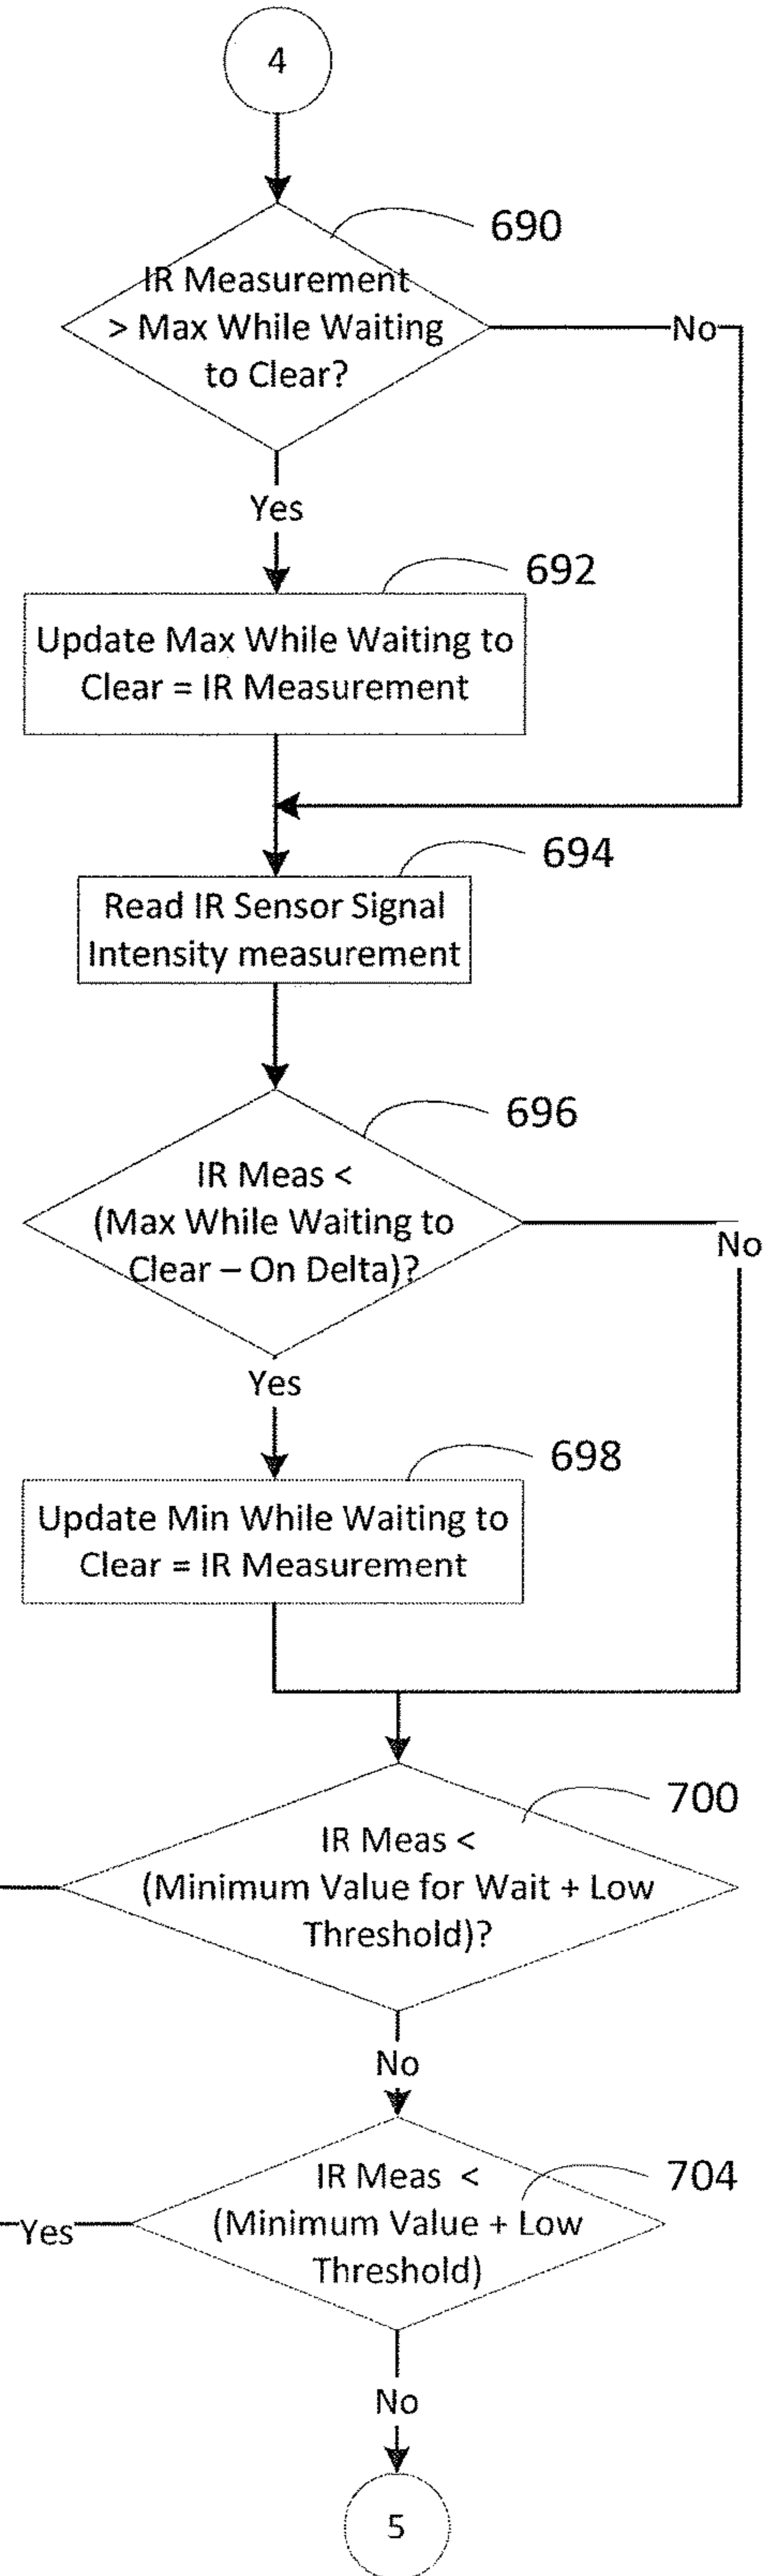 4
690
IR Measurement
> Max While Waiting
to Clear?
No
Yes
692
Update Max While Waiting to
Clear = IR Measurement
694
Read IR Sensor Signal
Intensity measurement
696
IR Meas <
(Max While Waiting to
Clear – On Delta)?
No
Yes
698
Update Min While Waiting to
Clear = IR Measurement
700
IR Meas <
(Minimum Value for Wait + Low
Threshold)?
No
704
IR Meas <
(Minimum Value + Low
Threshold)
Yes
No
5